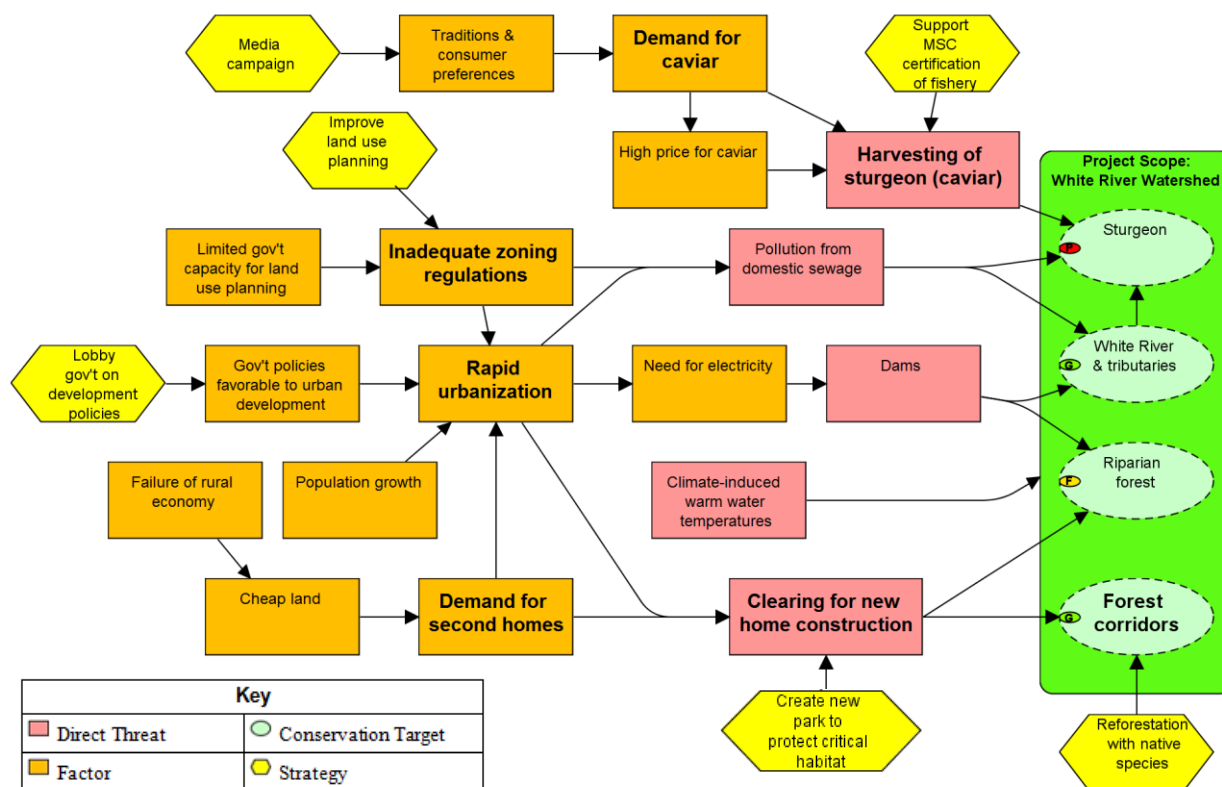 Media
campaign
Traditions &
consumer
preferences
Demand for
caviar
Support
MSC
certification
of fishery
Improve
land use
planning
High price for caviar
Harvesting of
sturgeon (caviar)
Project Scope:
White River Watershed
Limited gov't
capacity for land
use planning
Inadequate zoning
regulations
Pollution from
domestic sewage
Sturgeon
P
Lobby
gov't on
development
policies
Gov't policies
favorable to urban
development
Rapid
urbanization
Need for electricity
Dams
White River
& tributaries
G
Failure of rural
economy
Population growth
Climate-induced
warm water
temperatures
Riparian
forest
F
Cheap land
Demand for
second homes
Clearing for new
home construction
Forest
corridors
G
Create new
park to
protect critical
habitat
Reforestation
with native
species
Key
Direct Threat
Conservation Target
Factor
Strategy